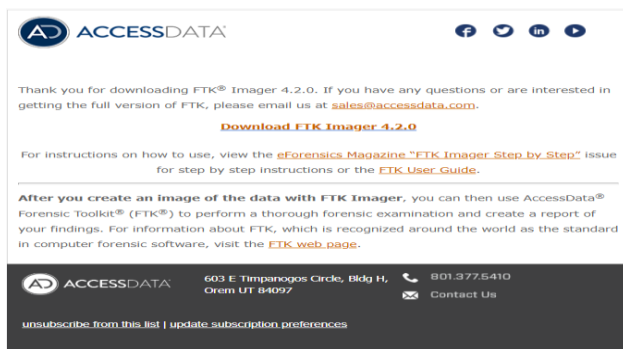 ACCESSDATA®
Thank you for downloading FTK® Imager 4.2.0. If you have any questions or are interested in
getting the full version of FTK, please email us at sales@accessdata.com.
Download FTK Imager 4.2.0
For instructions on how to use, view the eForensics Magazine "FTK Imager Step by Step" issue
for step by step instructions or the FTK User Guide.
After you create an image of the data with FTK Imager, you can then use AccessData®
Forensic Toolkit® (FTK®) to perform a thorough forensic examination and create a report of
your findings. For information about FTK, which is recognized around the world as the standard
in computer forensic software, visit the FTK web page.
ACCESSDATA
603 E Timpanogos Circle, Bldg H,
Orem UT 84097
801.377.5410
Contact Us
unsubscribe from this list | update subscription preferences